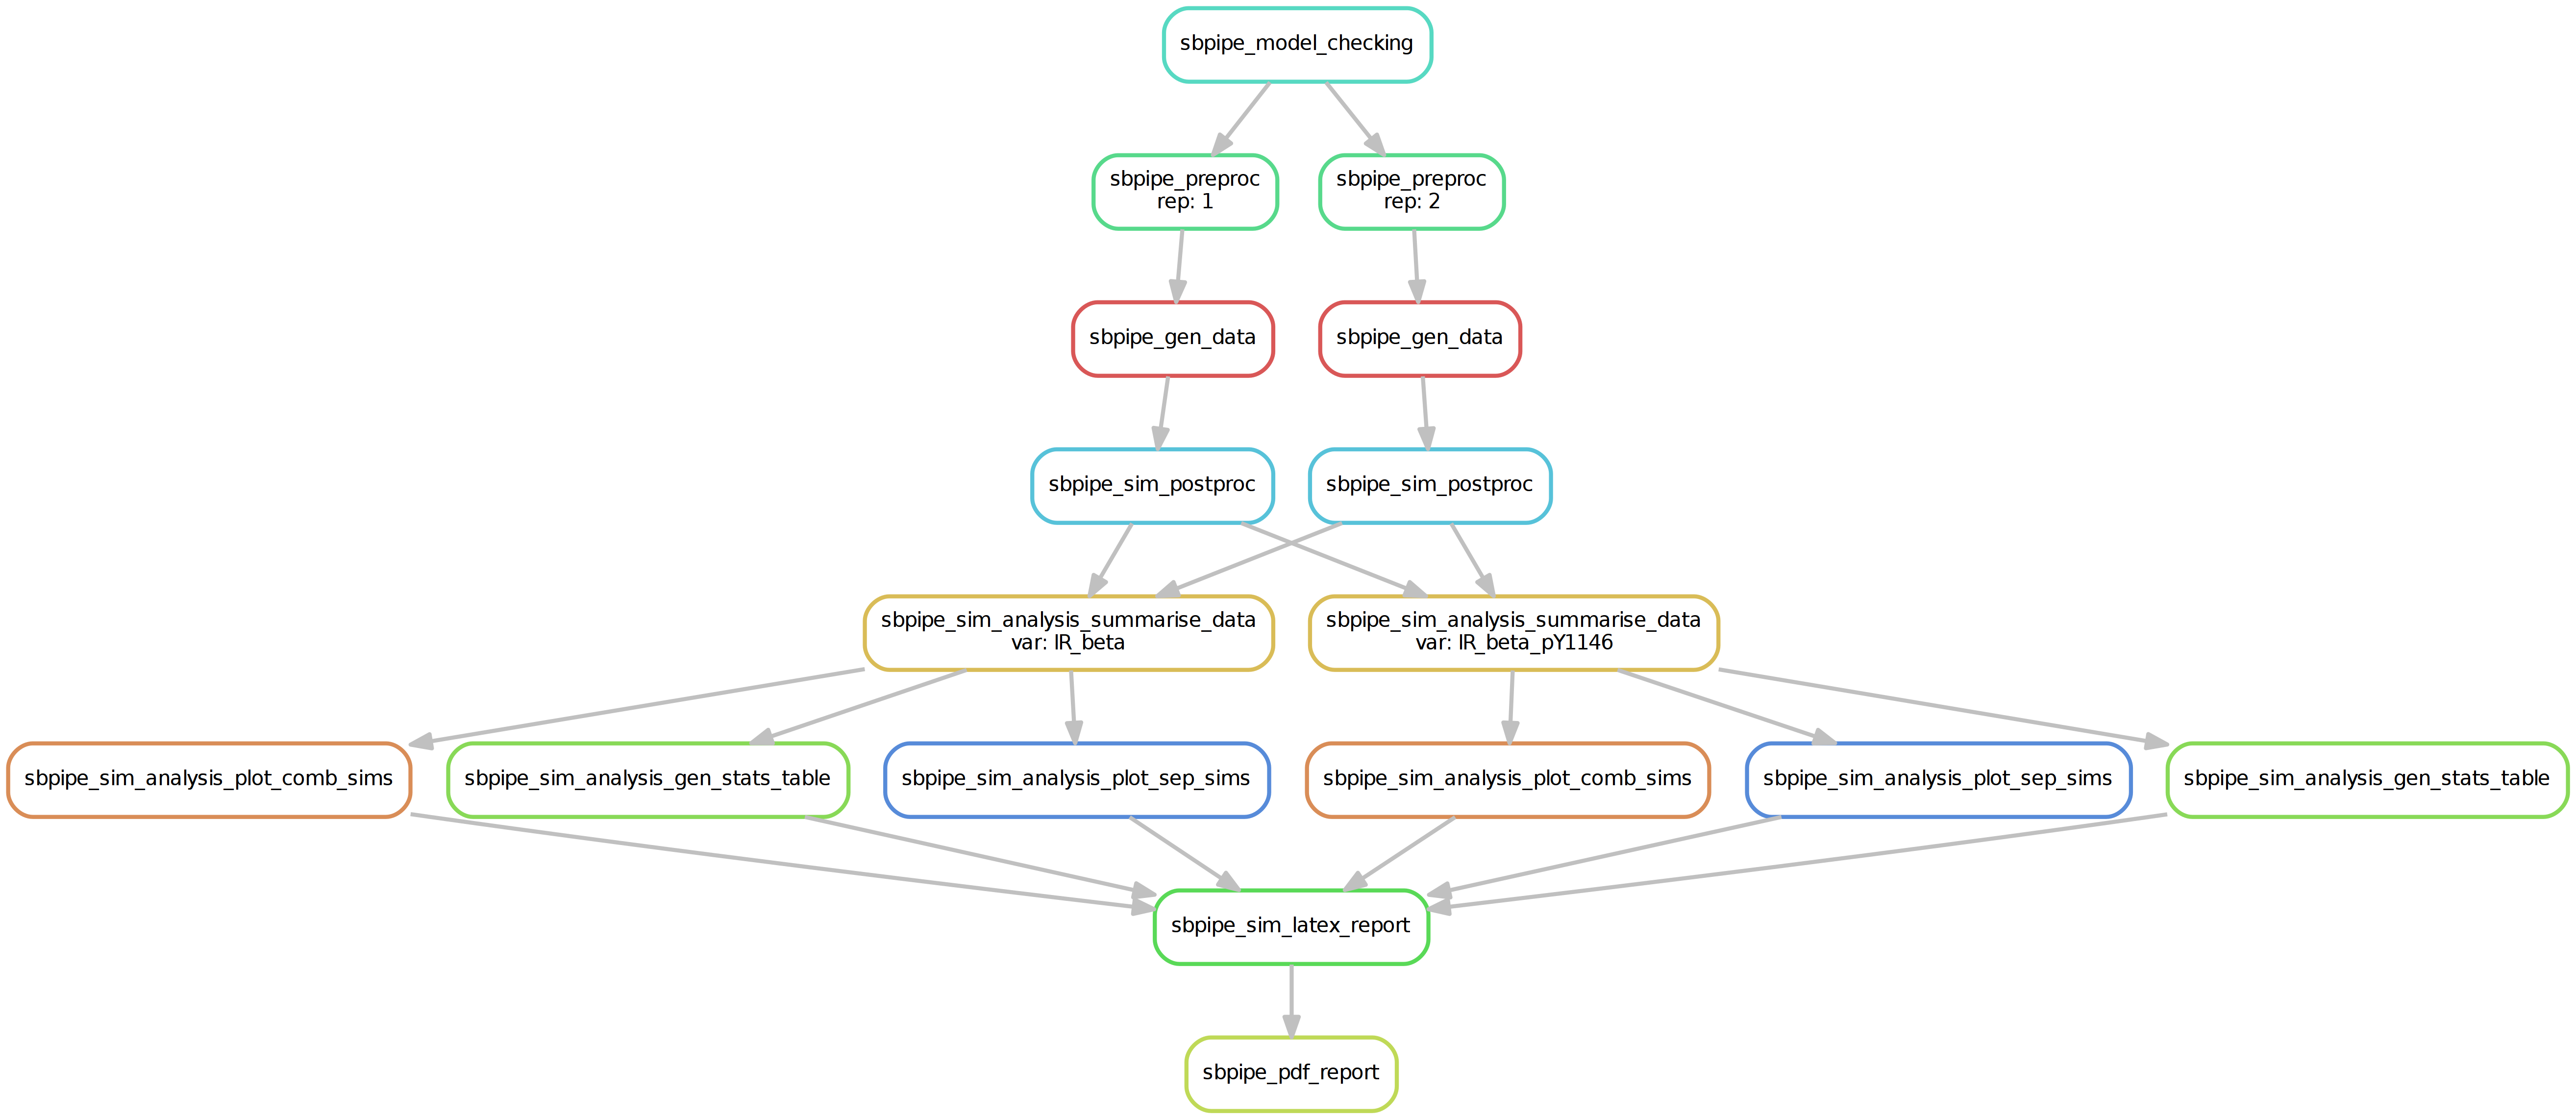 sbpipe_model_checking
sbpipe_preproc
rep: 1
sbpipe_preproc
rep: 2
sbpipe_gen_data
sbpipe_gen_data
sbpipe_sim_postproc
sbpipe_sim_postproc
sbpipe_sim_analysis_summarise_data
var: IR_beta
sbpipe_sim_analysis_summarise_data
var: IR_beta_pY1146
sbpipe_sim_analysis_plot_comb_sims
sbpipe_sim_analysis_gen_stats_table
sbpipe_sim_analysis_plot_sep_sims
sbpipe_sim_analysis_plot_comb_sims
sbpipe_sim_analysis_plot_sep_sims
sbpipe_sim_analysis_gen_stats_table
sbpipe_sim_latex_report
sbpipe_pdf_report